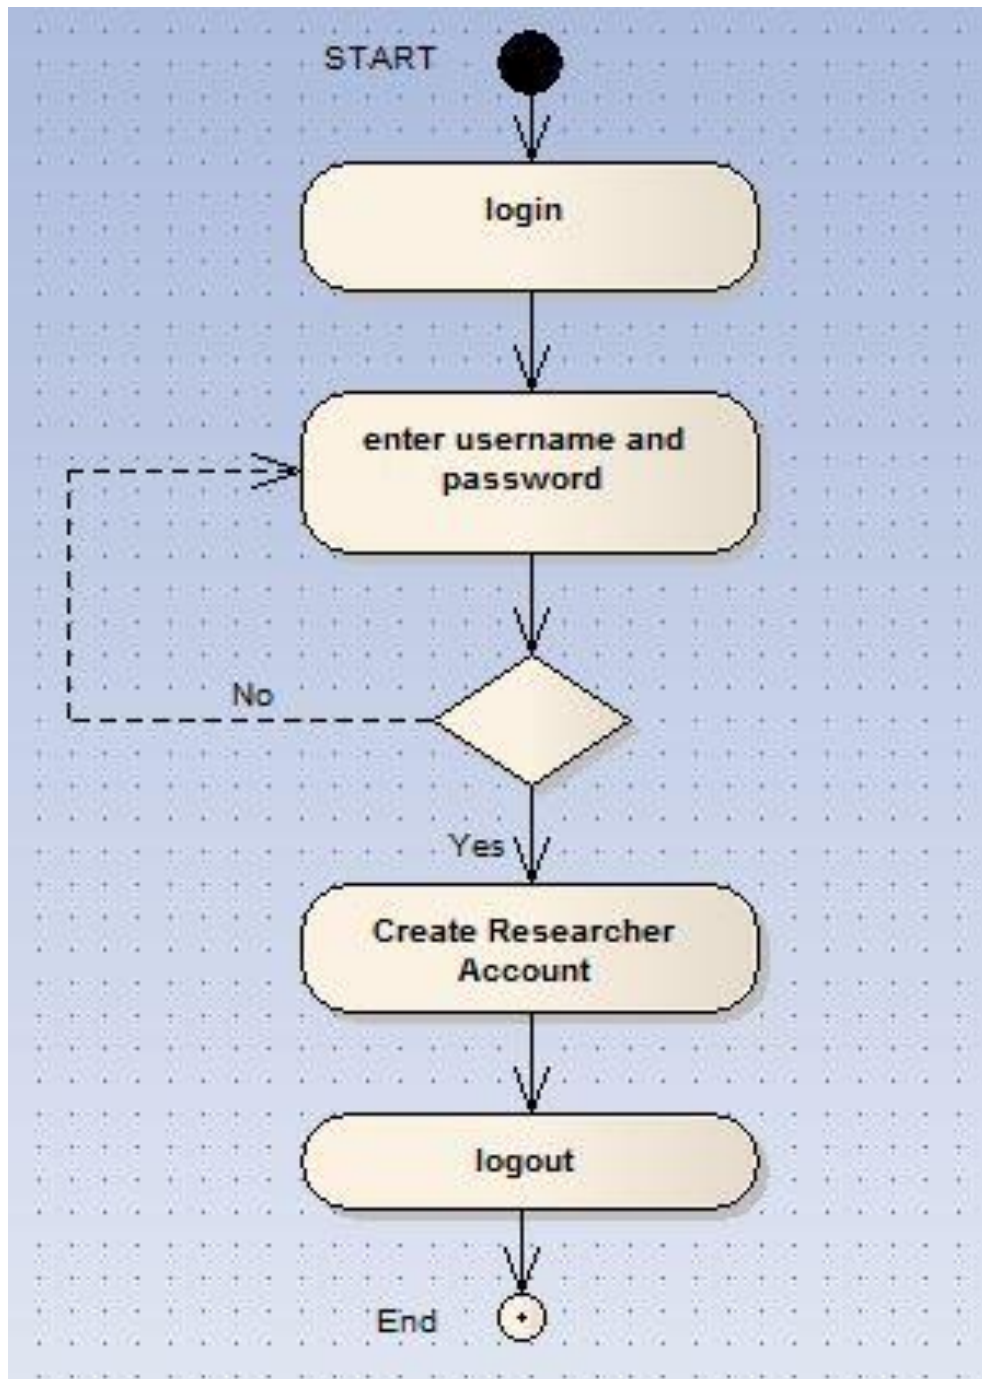 START
login
enter username and
password
No
Yes
Create Researcher
Account
logout
End